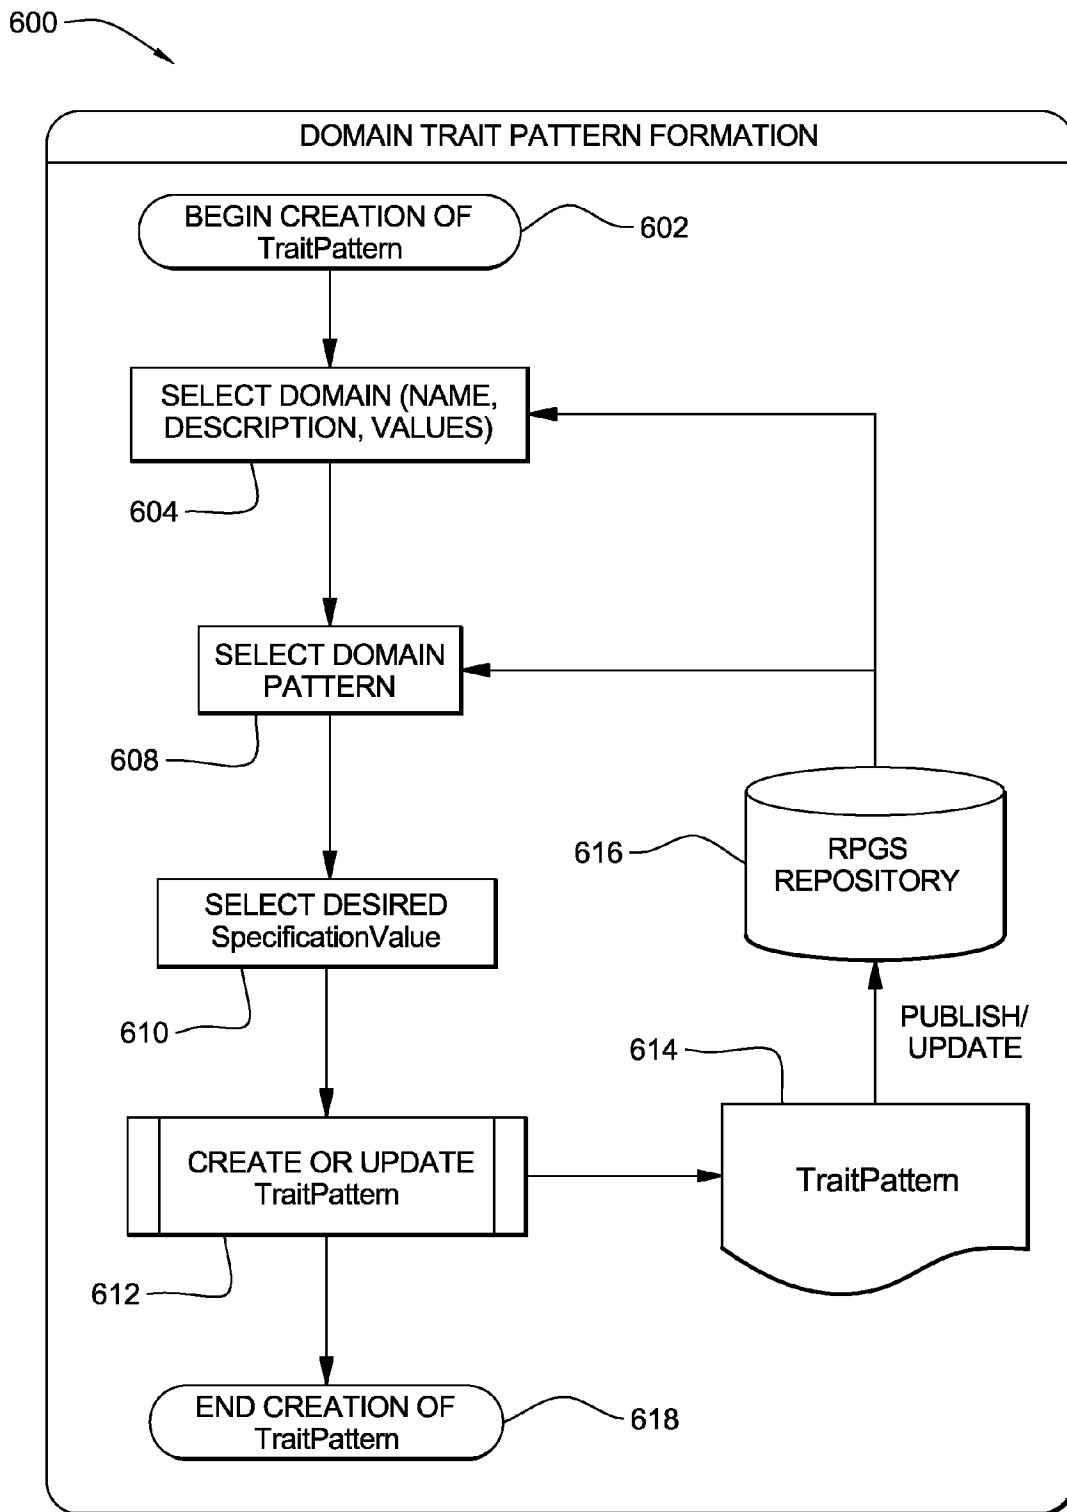 600
DOMAIN TRAIT PATTERN FORMATION
BEGIN CREATION OF
TraitPattern
602
SELECT DOMAIN (NAME,
DESCRIPTION, VALUES)
604
SELECT DOMAIN
PATTERN
608
616
RPGS
REPOSITORY
SELECT DESIRED
SpecificationValue
610
PUBLISH/
UPDATE
614
CREATE OR UPDATE
TraitPattern
TraitPattern
612
END CREATION OF
TraitPattern
618